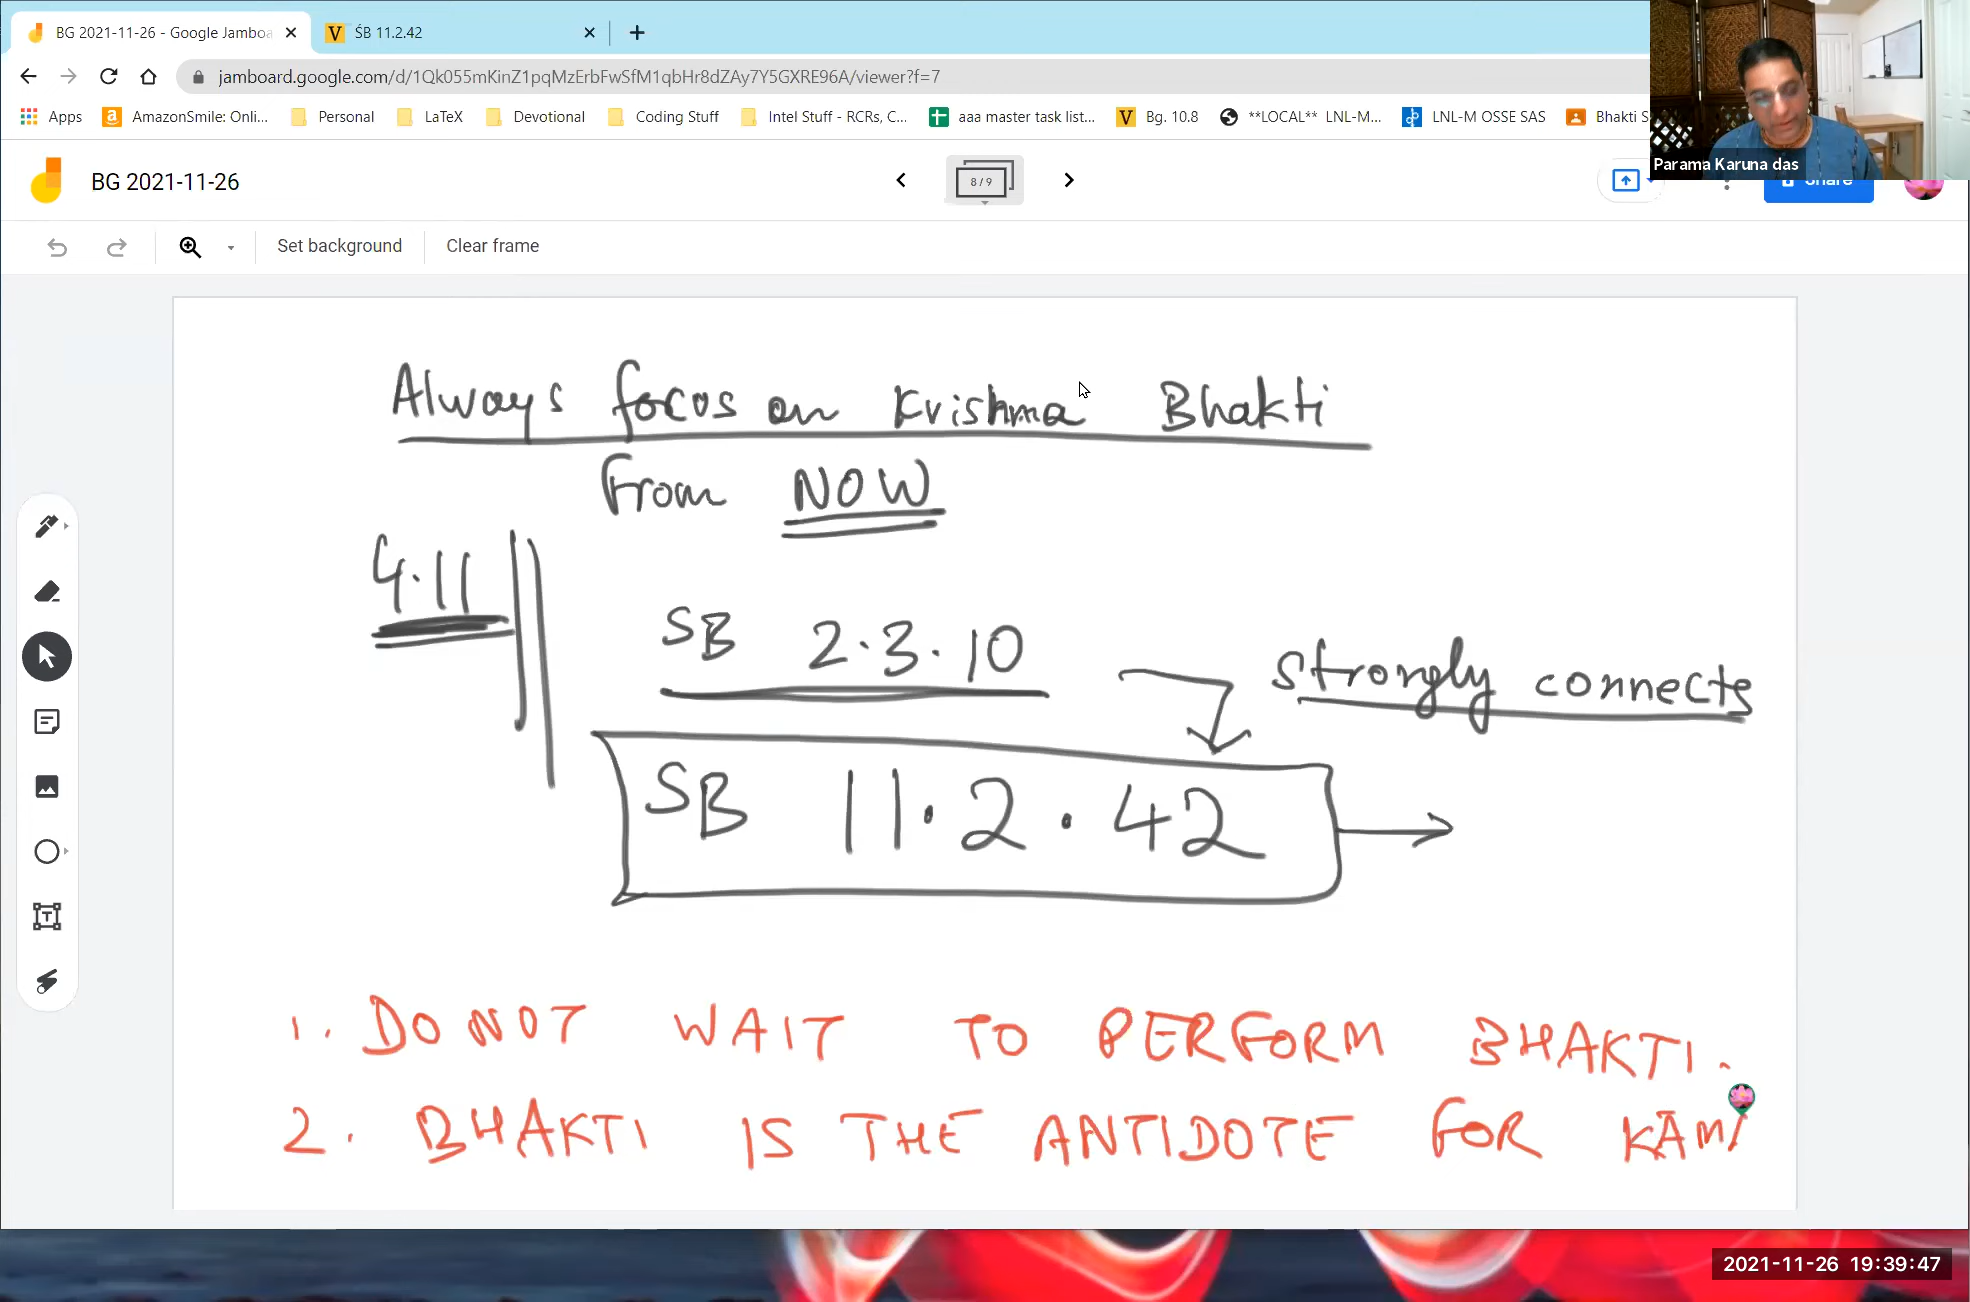 BG 2021-11-26 - Google Jamboa
ŚB 11.2.42
jamboard.google.com/d/1Qk055mKinZ1pqMzErbFwSfM1qbHr8dZAy7Y5GXRE96A/viewer?f=7
Apps AmazonSmile: Onli... Personal LaTeX Devotional Coding Stuff Intel Stuff - RCRs, C... aaa master task list... Bg. 10.8 **LOCAL** LNL-M... LNL-M OSSE SAS Bhakti S
Parama Karuna das
BG 2021-11-26
8/9
Share
Set background Clear frame
Always focus on Krishna Bhakti
From NOW
4.11
SB 2.3.10
strongly connects
SB 11.2.42
1. DO NOT WAIT TO PERFORM BHAKTI.
2. BHAKTI IS THE ANTIDOTE FOR KĀM
2021-11-26 19:39:47